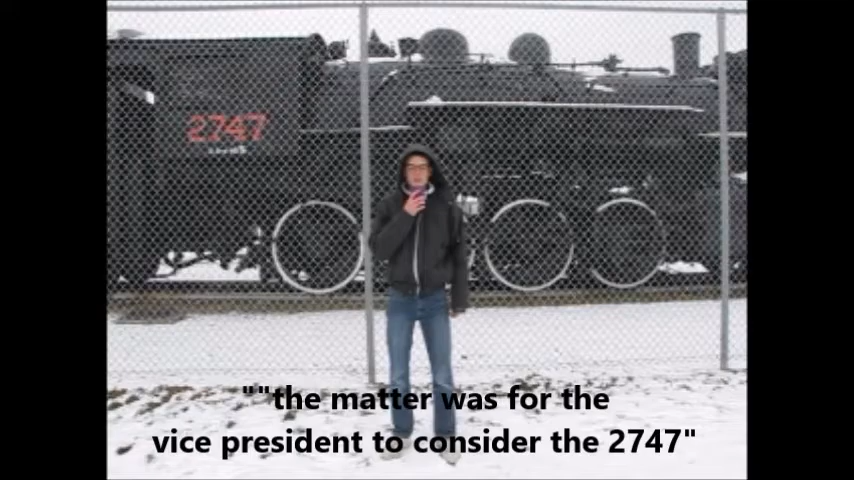 2747
""the matter was for the
vice president to consider the 2747"